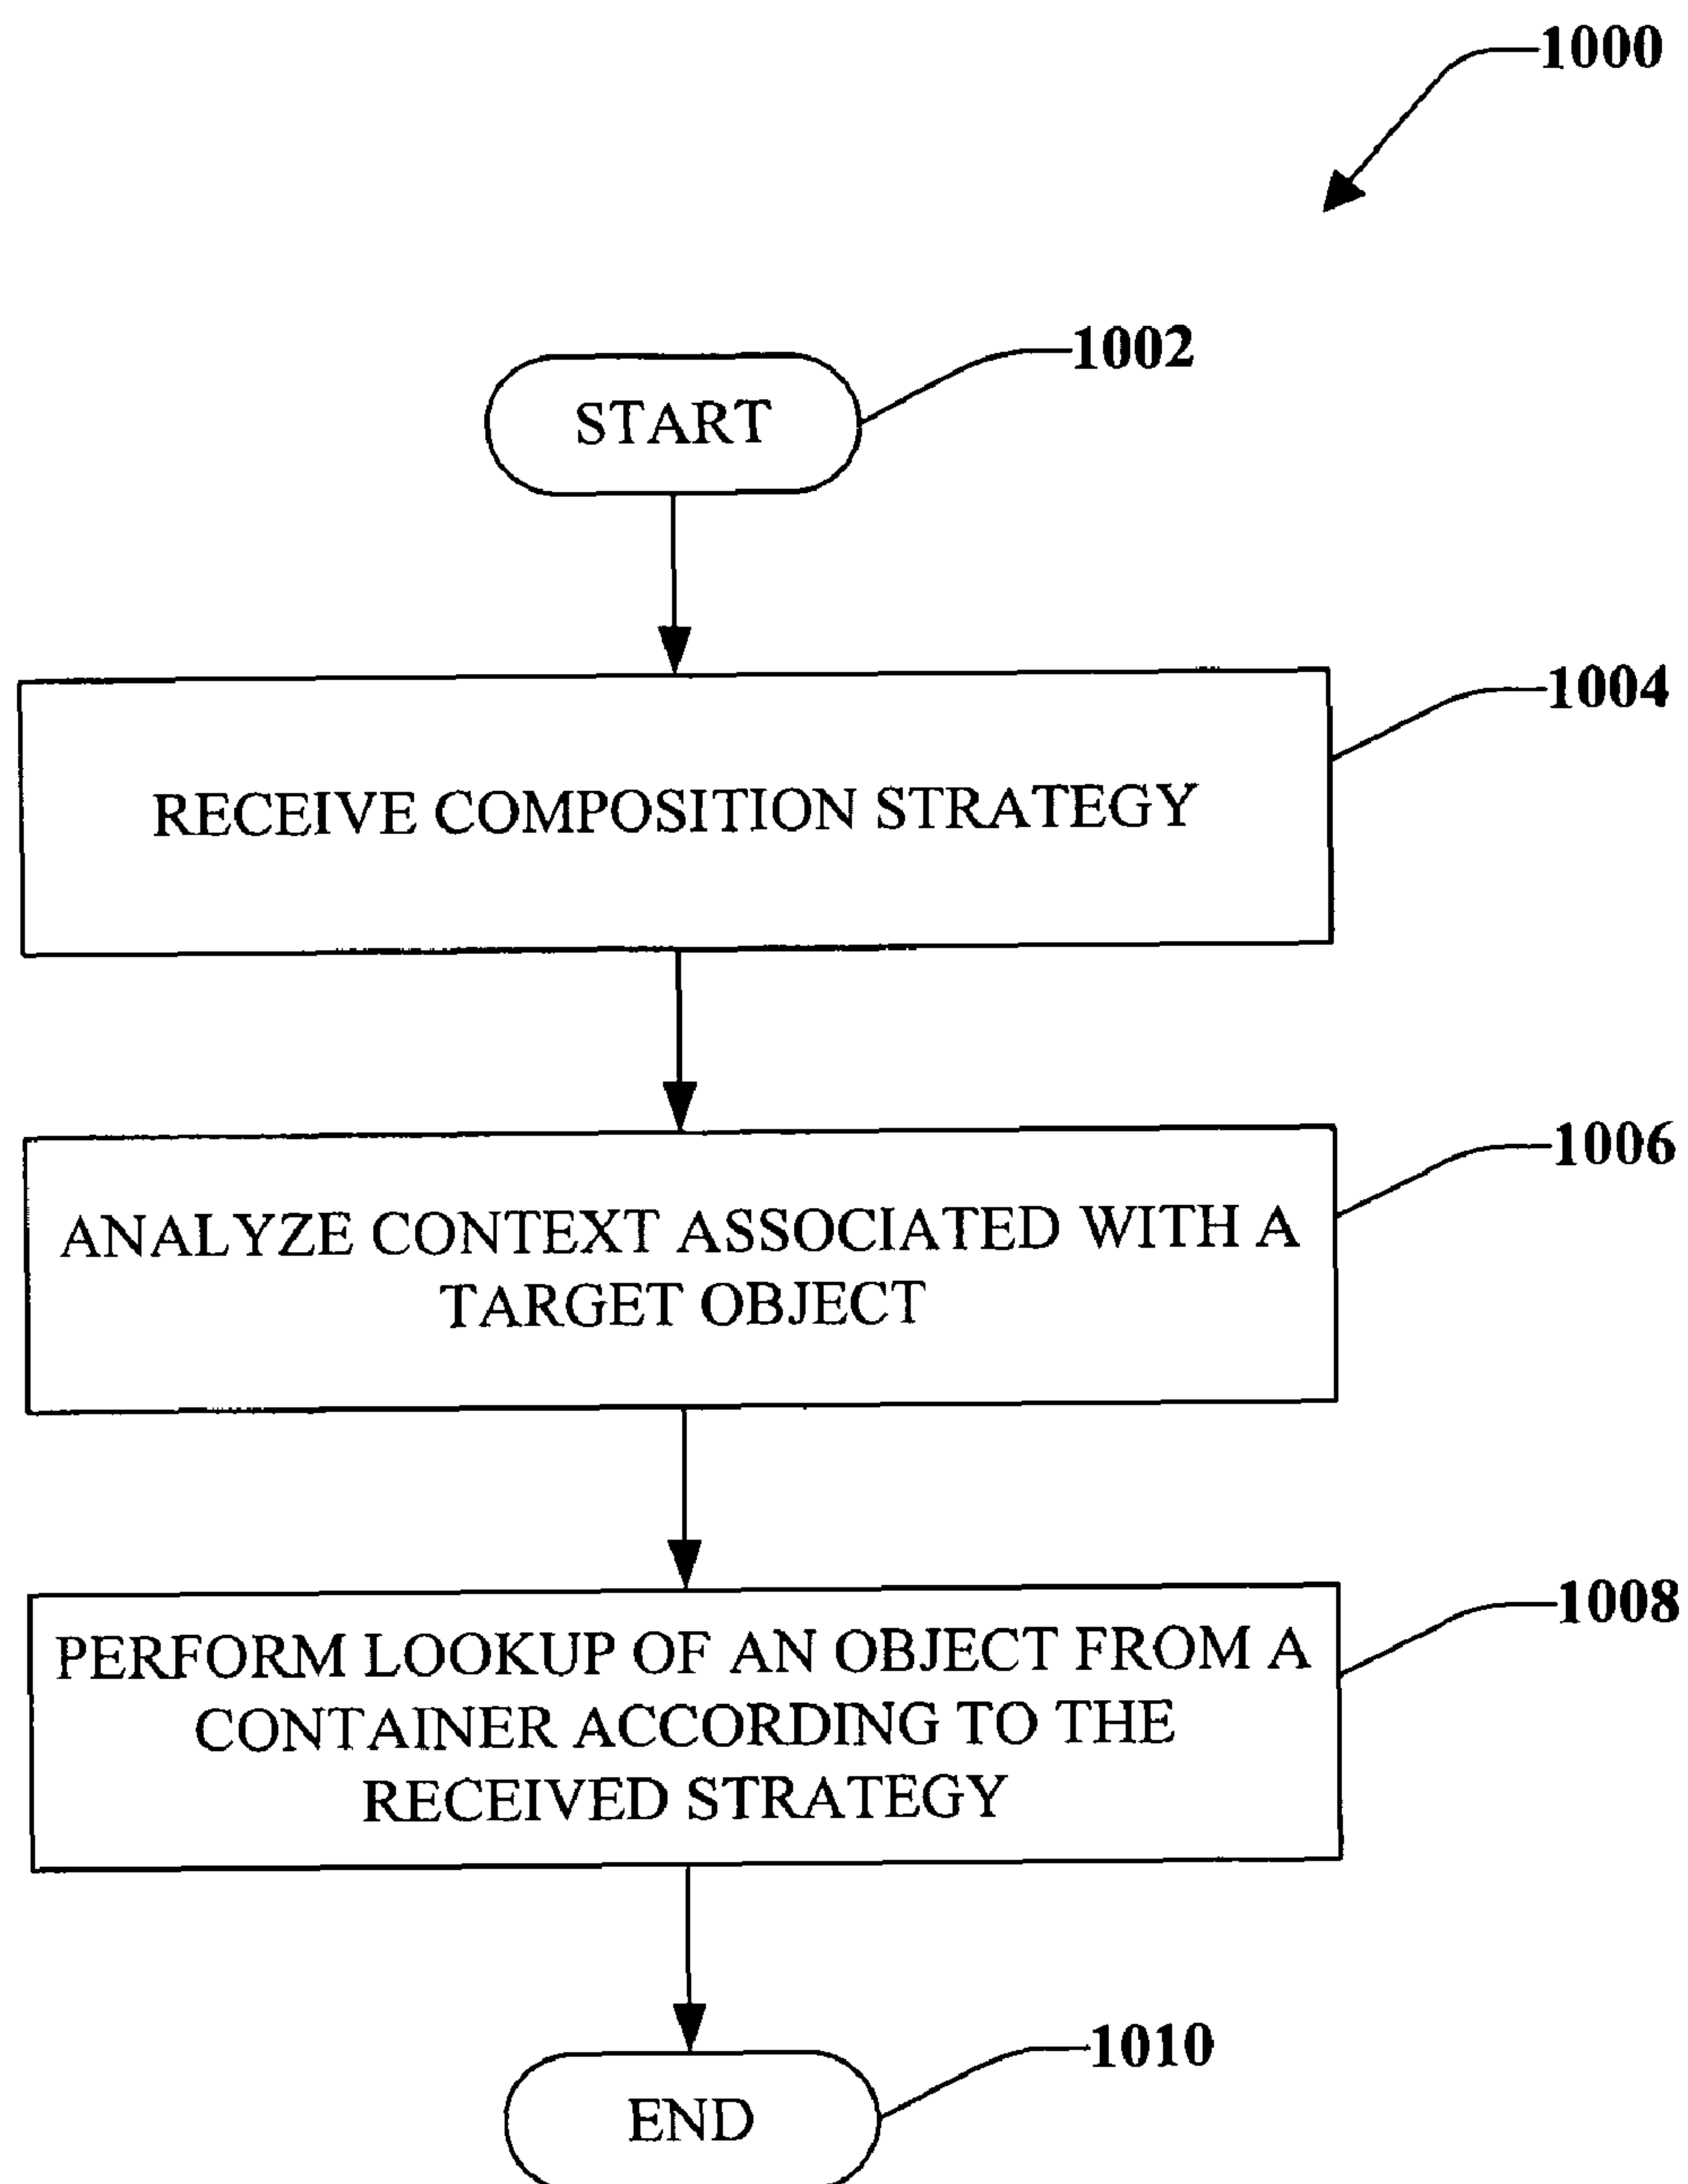 1000
1002
START
1004
RECEIVE COMPOSITION STRATEGY
1006
ANALYZE CONTEXT ASSOCIATED WITH A
TARGET OBJECT
1008
PERFORM LOOKUP OF AN OBJECT FROM A
CONTAINER ACCORDING TO THE
RECEIVED STRATEGY
1010
END